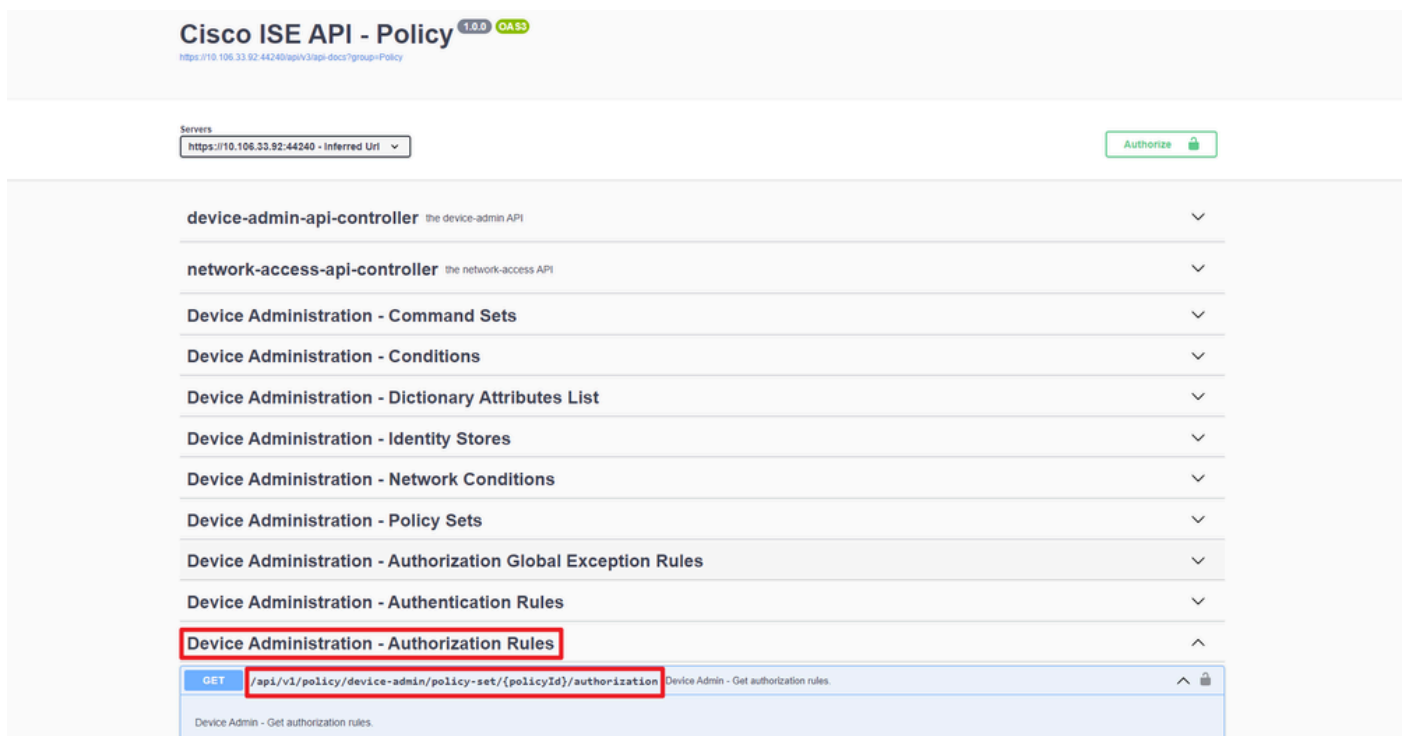 Cisco ISE API - Policy 1.0.0 OAS3
https://10.106.33.92:44240/api/v3/api-docs?group=Policy
Servers
https://10.106.33.92:44240 - Inferred Url
Authorize
device-admin-api-controller the device-admin API
network-access-api-controller the network-access API
Device Administration - Command Sets
Device Administration - Conditions
Device Administration - Dictionary Attributes List
Device Administration - Identity Stores
Device Administration - Network Conditions
Device Administration - Policy Sets
Device Administration - Authorization Global Exception Rules
Device Administration - Authentication Rules
Device Administration - Authorization Rules
GET /api/v1/policy/device-admin/policy-set/{policyId}/authorization Device Admin - Get authorization rules.
Device Admin - Get authorization rules.